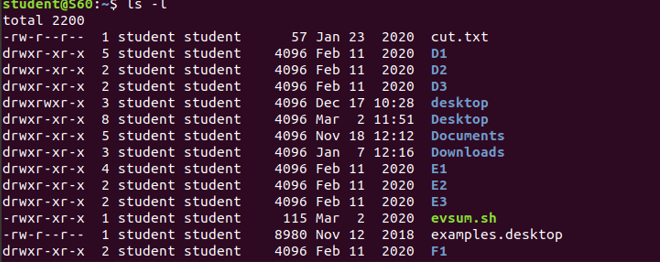 student@S60:~$ ls -l
total 2200
-rw-r--r--  1 student student     57 Jan 23  2020  cut.txt
drwxr-xr-x  5 student student   4096 Feb 11  2020  D1
drwxr-xr-x  2 student student   4096 Feb 11  2020  D2
drwxr-xr-x  2 student student   4096 Feb 11  2020  D3
drwxrwxr-x  3 student student   4096 Dec 17 10:28  desktop
drwxr-xr-x  8 student student   4096 Mar  2 11:51  Desktop
drwxr-xr-x  5 student student   4096 Nov 18 12:12  Documents
drwxr-xr-x  3 student student   4096 Jan  7 12:16  Downloads
drwxr-xr-x  4 student student   4096 Feb 11  2020  E1
drwxr-xr-x  2 student student   4096 Feb 11  2020  E2
drwxr-xr-x  2 student student   4096 Feb 11  2020  E3
-rwxr-xr-x  1 student student    115 Mar  2  2020  evsum.sh
-rw-r--r--  1 student student   8980 Nov 12  2018  examples.desktop
drwxr-xr-x  2 student student   4096 Feb 11  2020  F1